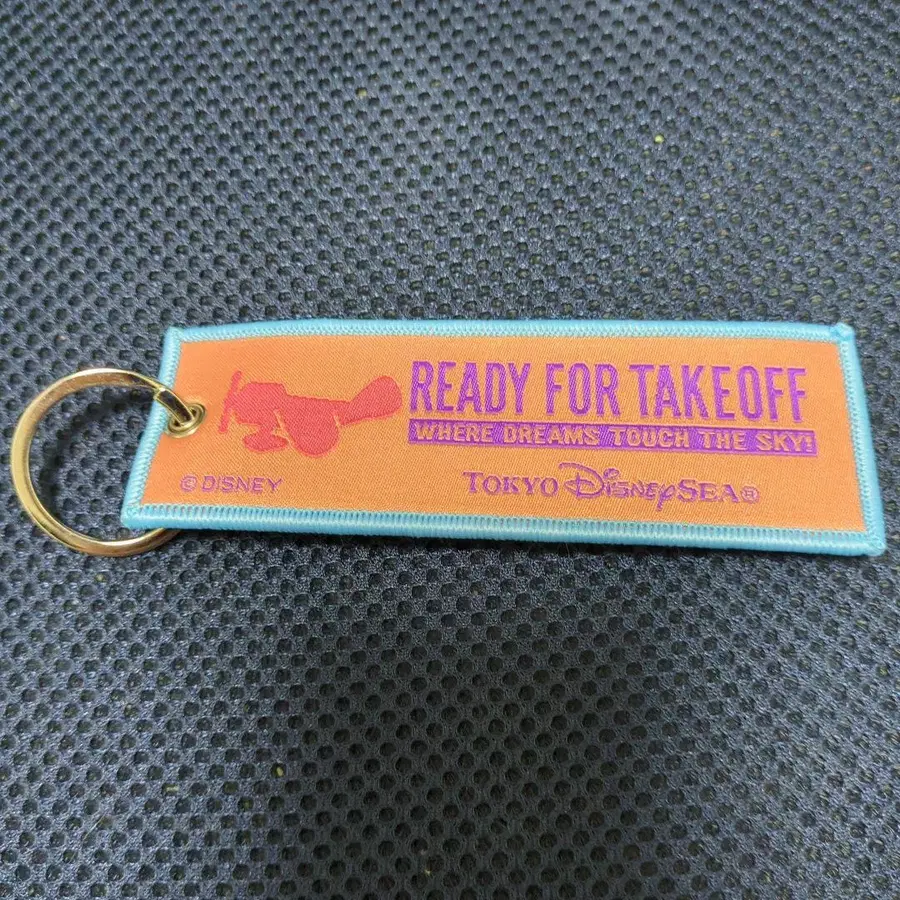 READY FOR TAKEOFF
WHERE DREAMS TOUCH THE SKY!
© DISNEY
TOKYO DISNEYSEA®